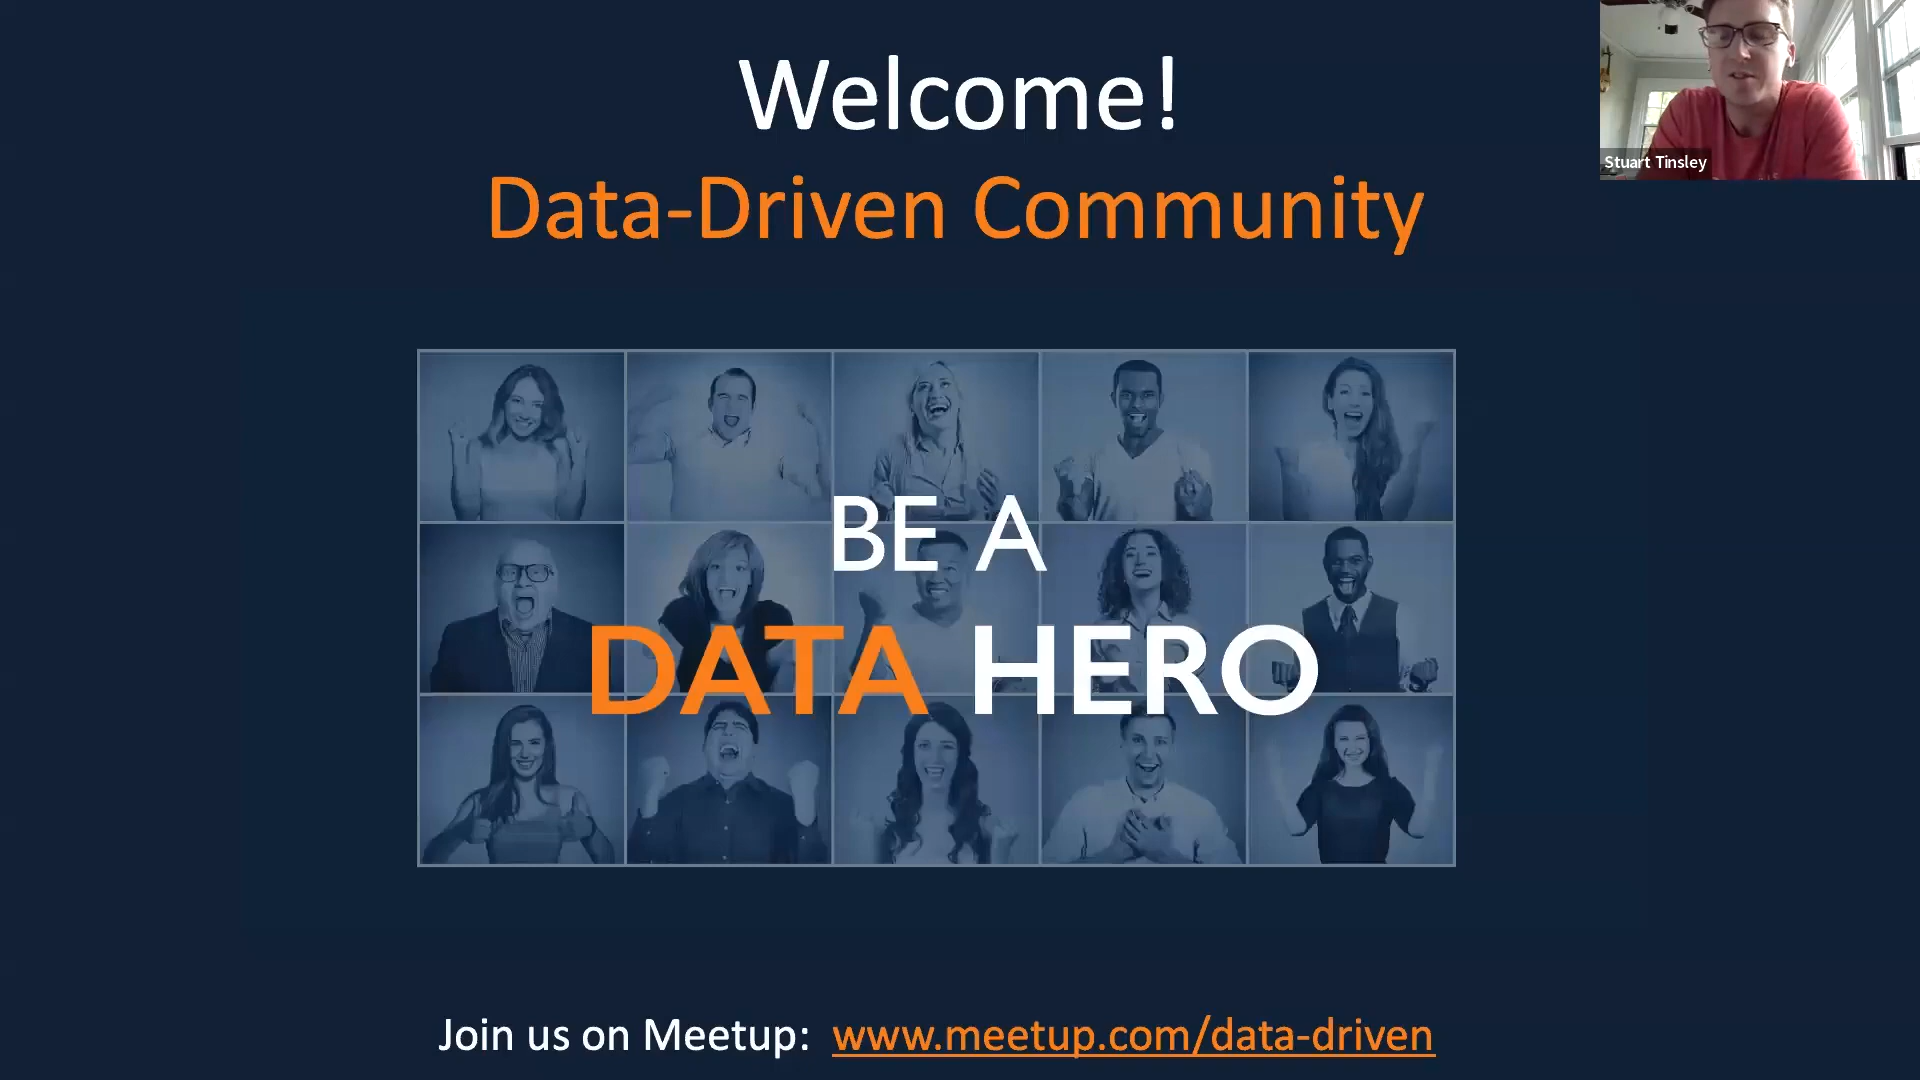 Welcome!
Data-Driven Community
Stuart Tinsley
BE A
DATA HERO
Join us on Meetup: www.meetup.com/data-driven